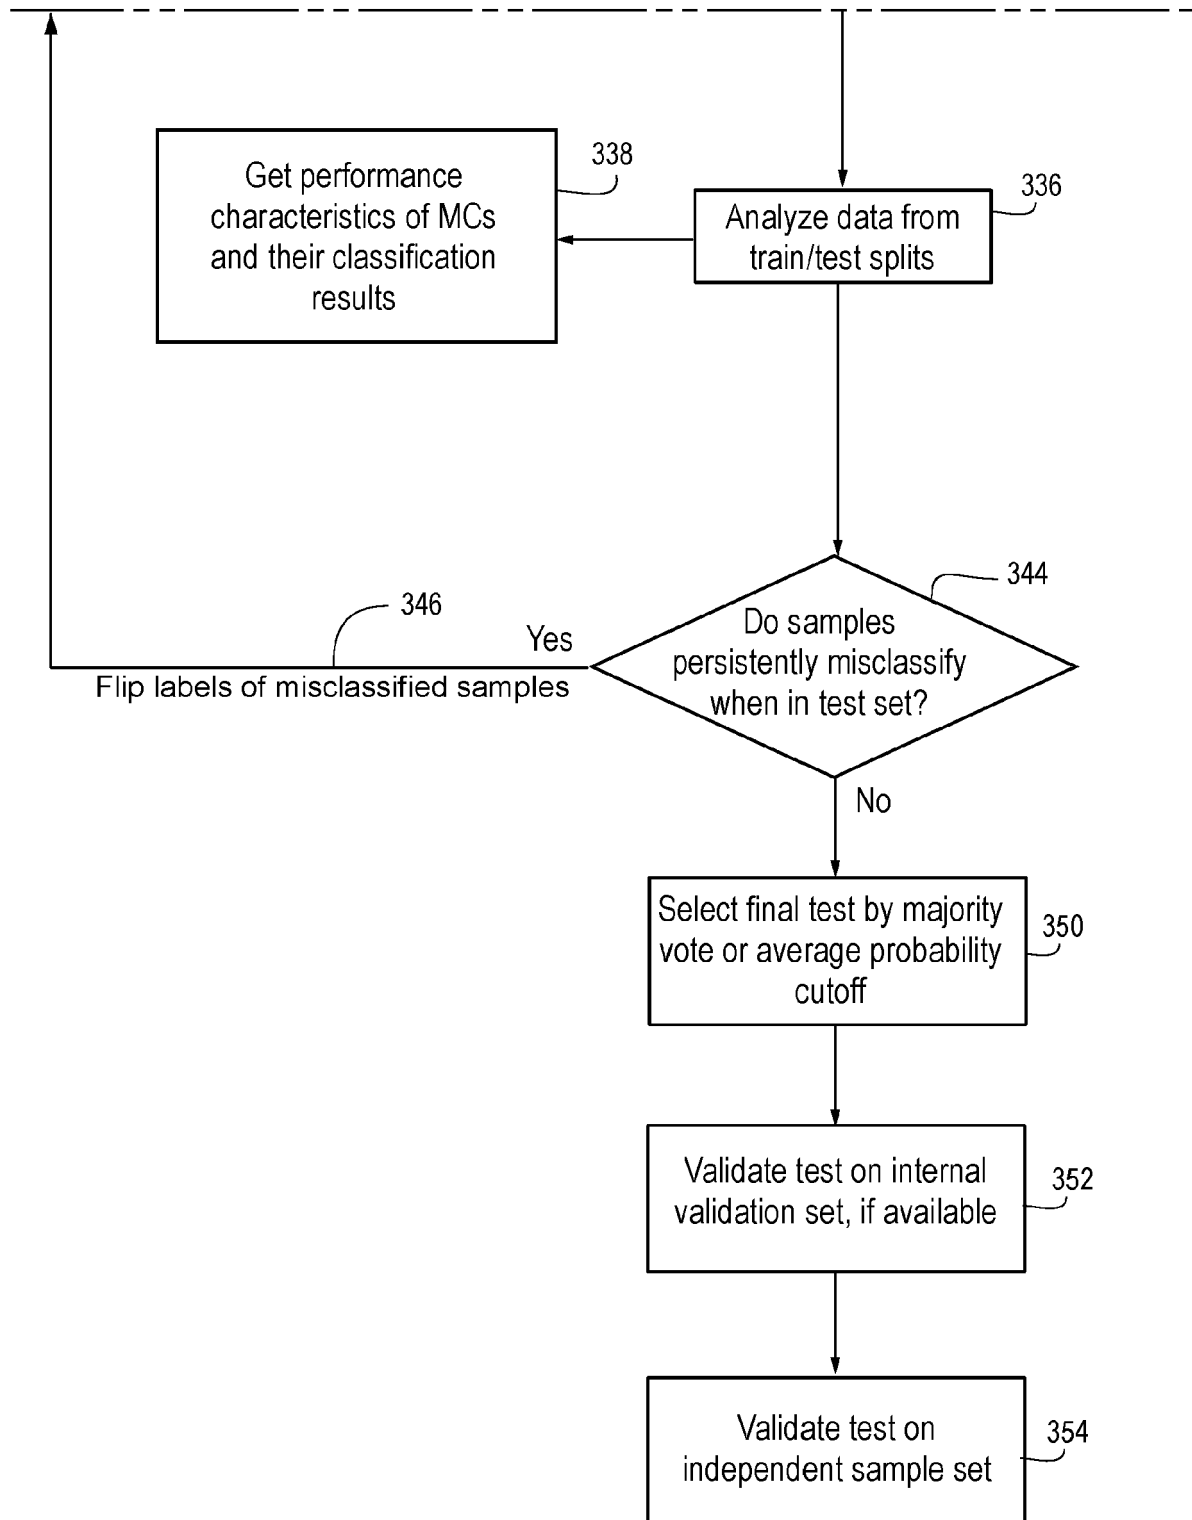 338
Get performance
characteristics of MCs
and their classification
results
336
Analyze data from
train/test splits
344
Do samples
persistently misclassify
when in test set?
346
Yes
Flip labels of misclassified samples
No
Select final test by majority
vote or average probability
cutoff
350
Validate test on internal
validation set, if available
352
Validate test on
independent sample set
354